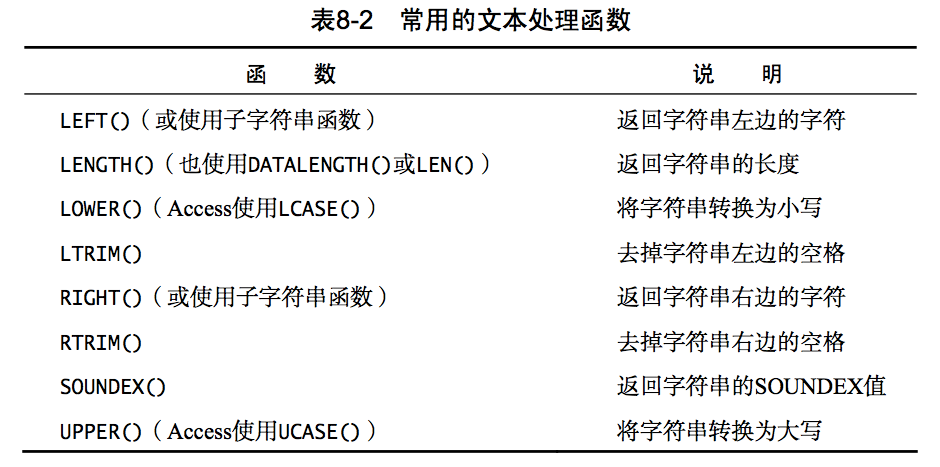 表8-2 常用的文本处理函数
函 数 说 明
LEFT()（或使用子字符串函数） 返回字符串左边的字符
LENGTH()（也使用DATALENGTH()或LEN()） 返回字符串的长度
LOWER()（Access使用LCASE()） 将字符串转换为小写
LTRIM() 去掉字符串左边的空格
RIGHT()（或使用子字符串函数） 返回字符串右边的字符
RTRIM() 去掉字符串右边的空格
SOUNDEX() 返回字符串的SOUNDEX值
UPPER()（Access使用UCASE()） 将字符串转换为大写